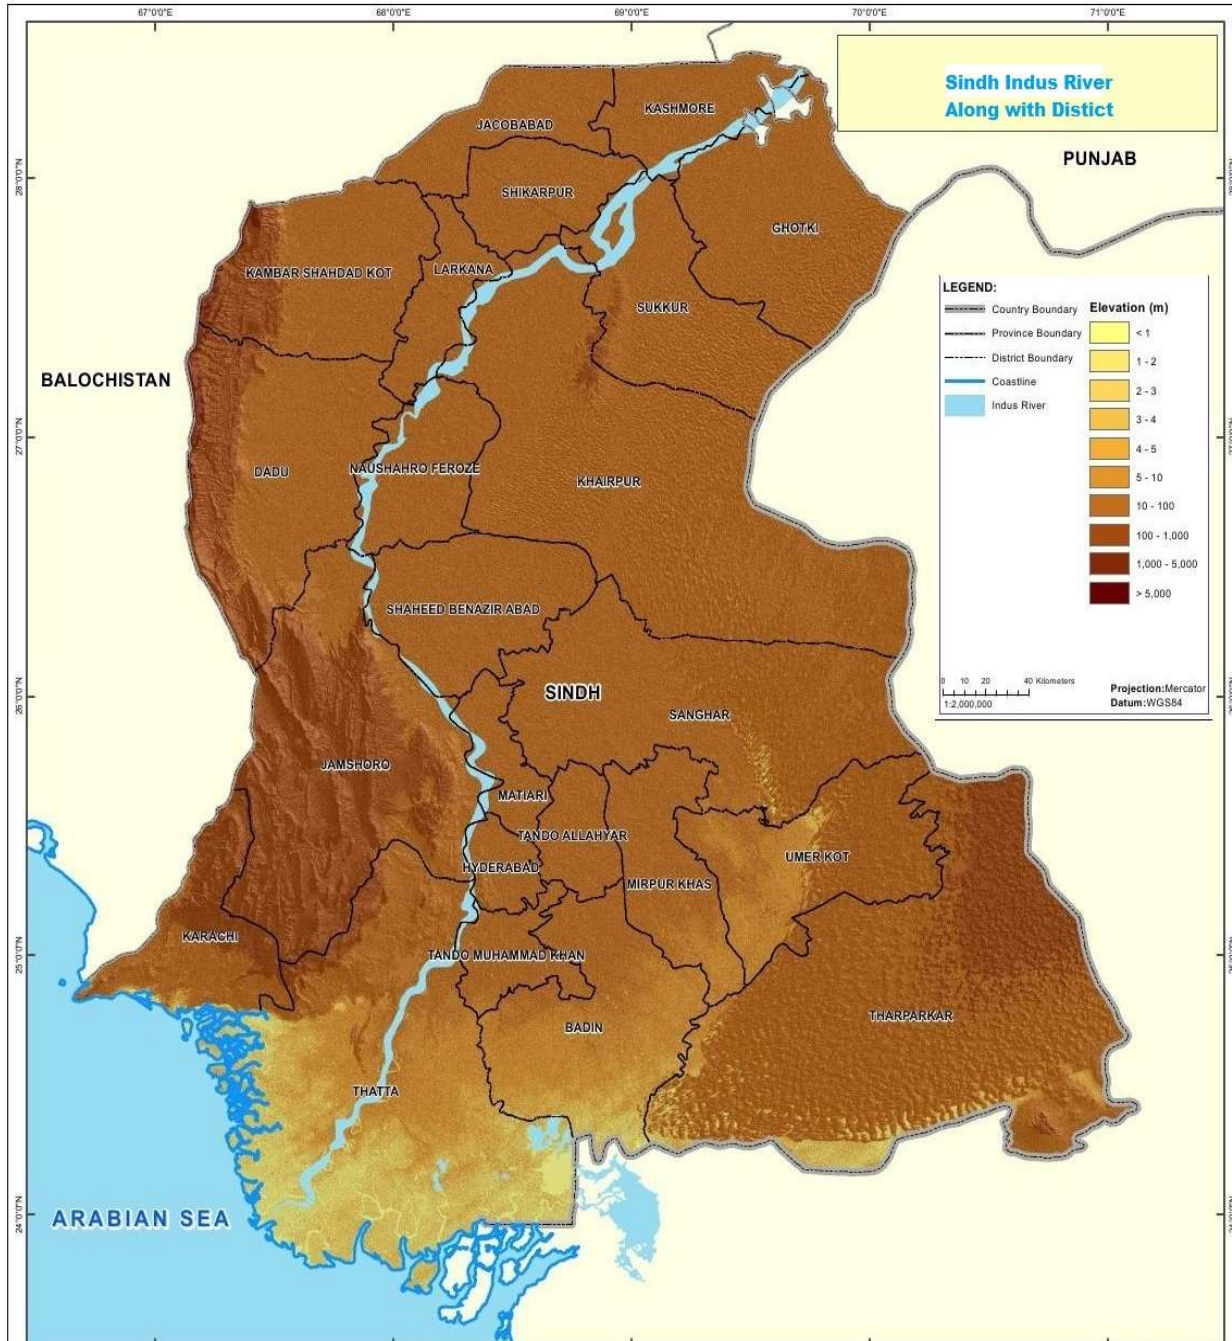 67°0'0"E 68°0'0"E 69°0'0"E 70°0'0"E 71°0'0"E
Sindh Indus River
Along with Distict
PUNJAB
KASHMORE
JACOBABAD
SHIKARPUR
28°0'0"N
GHOTKI
KAMBAR SHAHDAD KOT
LARKANA
SUKKUR
BALOCHISTAN
LEGEND:
Country Boundary
Province Boundary
District Boundary
Coastline
Indus River
Elevation (m)
< 1
1 - 2
2 - 3
3 - 4
4 - 5
5 - 10
10 - 100
100 - 1,000
1,000 - 5,000
> 5,000
0 10 20 40 Kilometers
1:2,000,000
Projection:Mercator
Datum:WGS84
27°0'0"N
DADU
NAUSHAHRO FEROZE
KHAIRPUR
SHAHEED BENAZIR ABAD
26°0'0"N
SINDH
SANGHAR
JAMSHORO
MATIARI
TANDO ALLAHYAR
UMER KOT
HYDERABAD
MIRPUR KHAS
KARACHI
25°0'0"N
TANDO MUHAMMAD KHAN
THARPARKAR
BADIN
THATTA
24°0'0"N
ARABIAN SEA